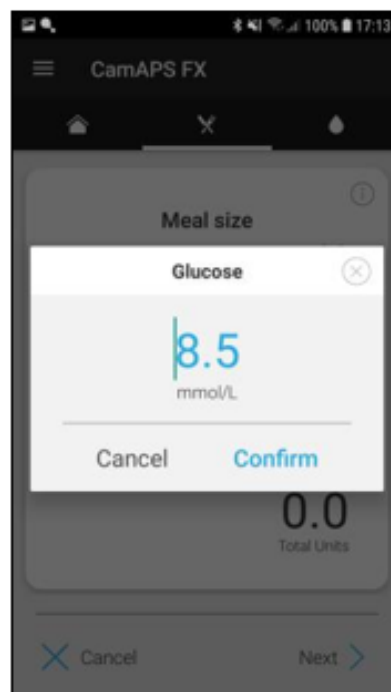 100% 17:13
CamAPS FX
Meal size
Glucose
8.5
mmol/L
Cancel Confirm
0.0
Total Units
Cancel Next